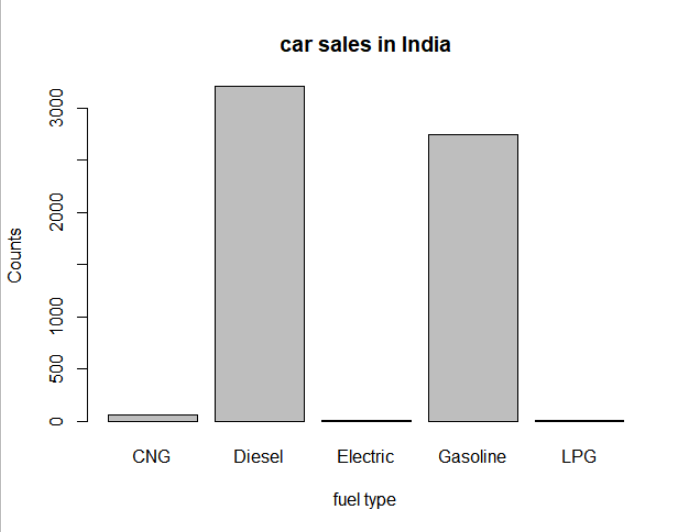 car sales in India
Counts
3000
2000
1000
500
0
CNG Diesel Electric Gasoline LPG
fuel type